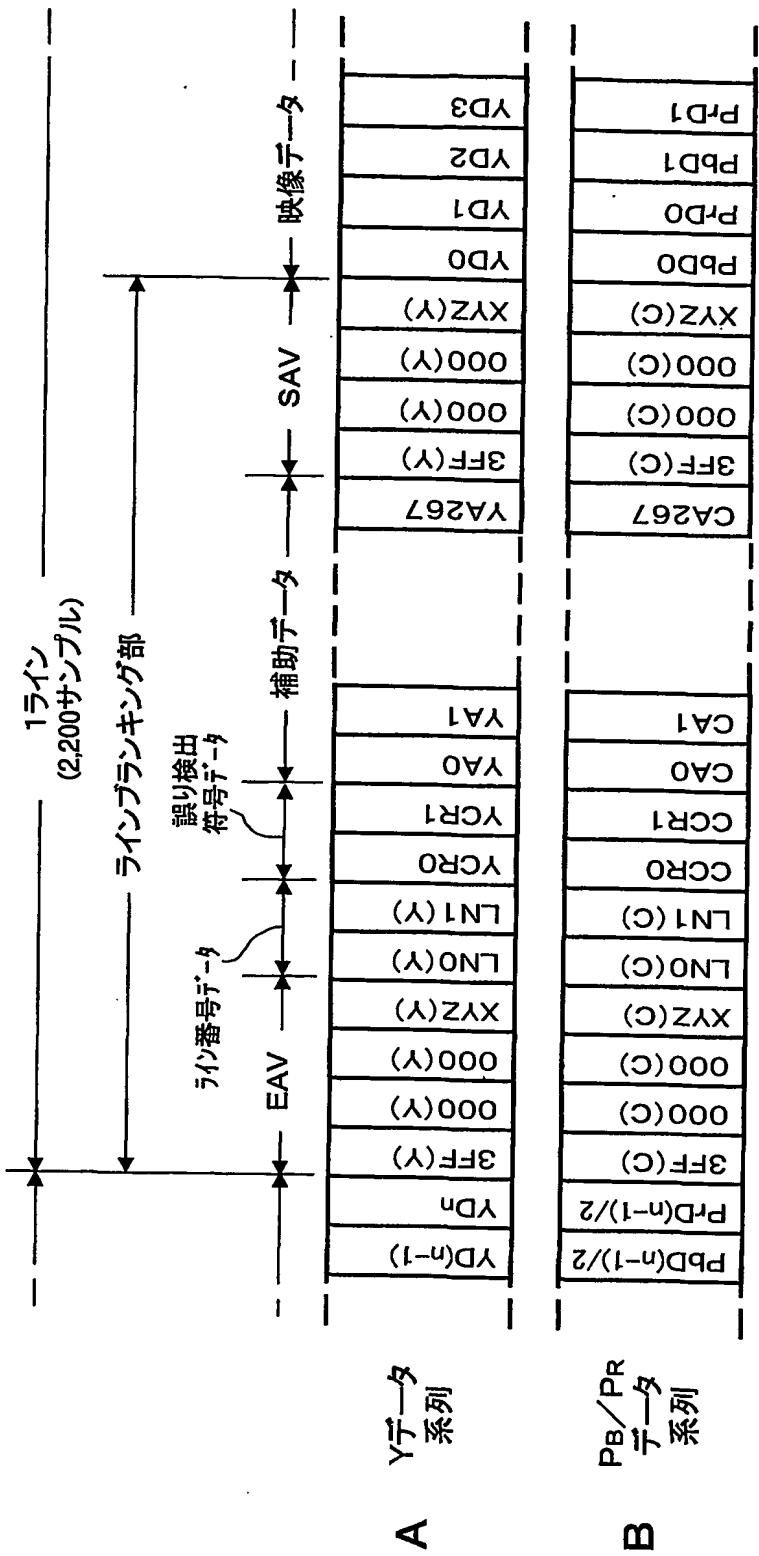 1ライン
(2,200サンプル)
ラインブランキング部
EAV
ライン番号データ
誤り検出
符号データ
補助データ
SAV
映像データ
A
Yデータ
系列
YD(n-1)
YDn
3FF(Y)
000(Y)
000(Y)
XYZ(Y)
LN0(Y)
LN1(Y)
YCR0
YCR1
YA0
YA1
YA267
3FF(Y)
000(Y)
000(Y)
XYZ(Y)
YD0
YD1
YD2
YD3
B
PB/PR
データ
系列
PbD(n-1)/2
PrD(n-1)/2
3FF(C)
000(C)
000(C)
XYZ(C)
LN0(C)
LN1(C)
CCR0
CCR1
CA0
CA1
CA267
3FF(C)
000(C)
000(C)
XYZ(C)
PbD0
PrD0
PbD1
PrD1